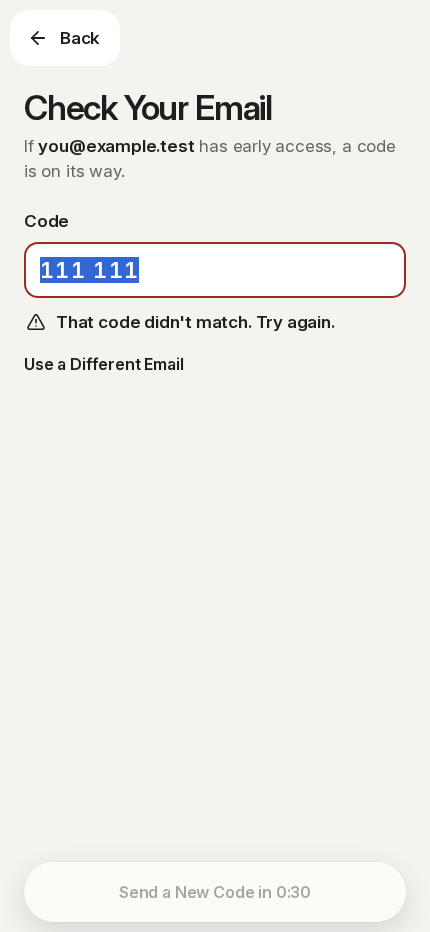 Back
Check Your Email
If you@example.test has early access, a code
is on its way.
Code
111 111
That code didn't match. Try again.
Use a Different Email
Send a New Code in 0:30